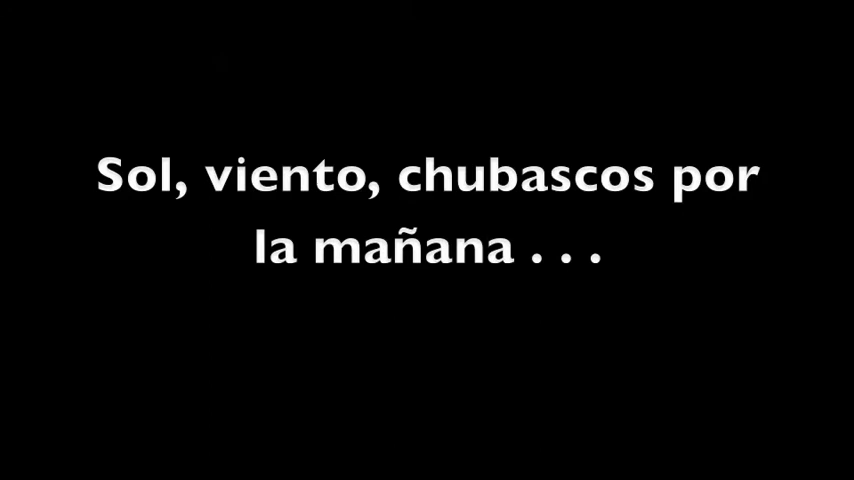 Sol, viento, chubascos por
la mañana . . .